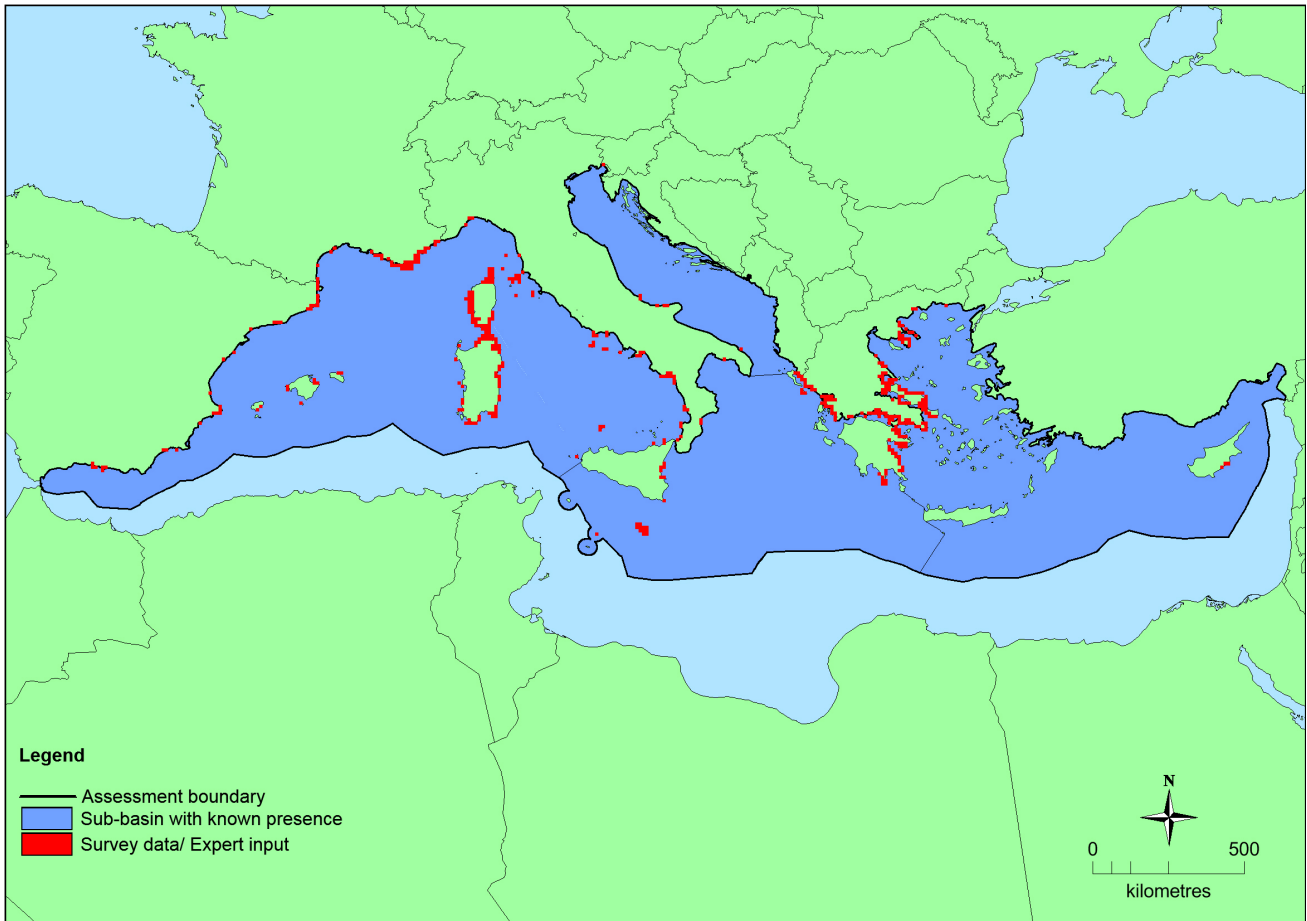 Legend
Assessment boundary
Sub-basin with known presence
Survey data/ Expert input
N
0 500
kilometres